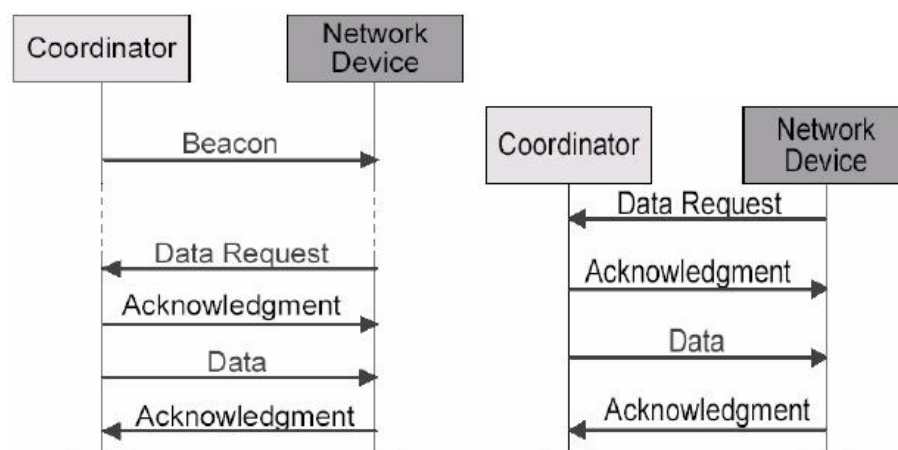 Coordinator
Network
Device
Beacon
Data Request
Acknowledgment
Data
Acknowledgment
Coordinator
Network
Device
Data Request
Acknowledgment
Data
Acknowledgment